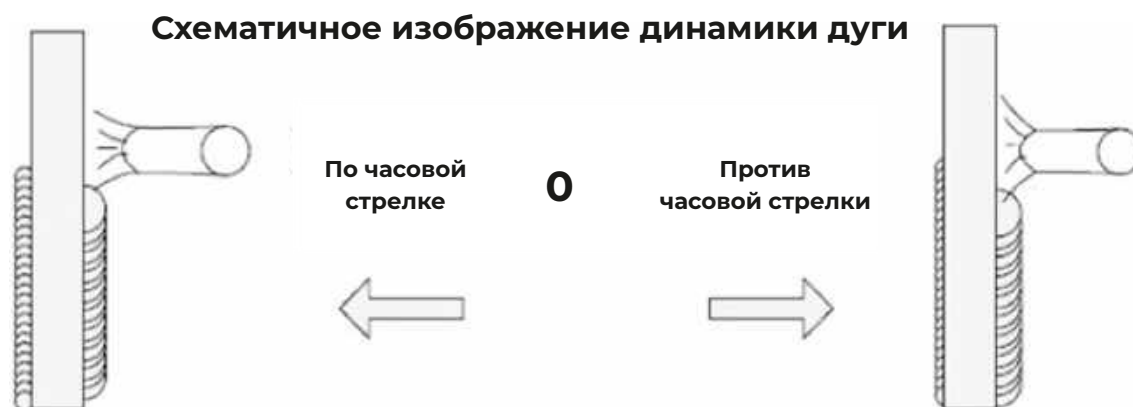 Схематичное изображение динамики дуги
По часовой
стрелке
0
Против
часовой стрелки